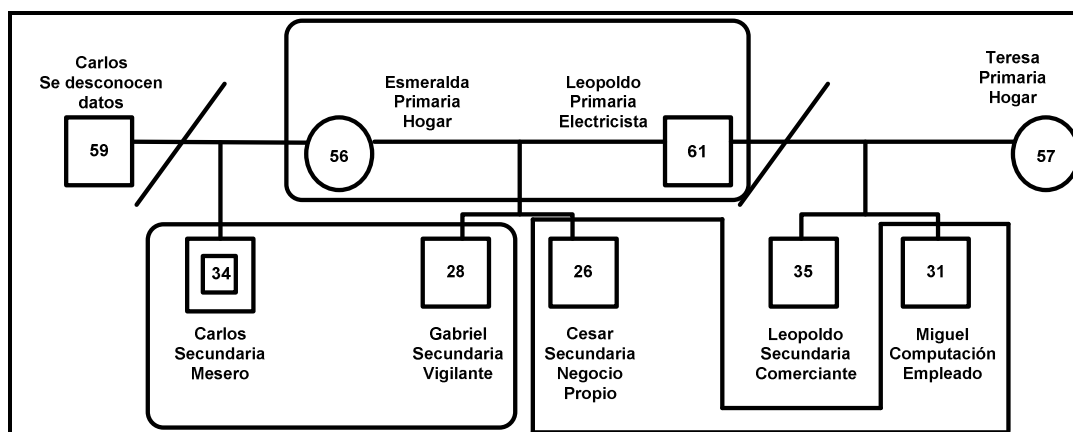 Carlos
Se desconocen
datos
59
Esmeralda
Primaria
Hogar
56
Leopoldo
Primaria
Electricista
61
Teresa
Primaria
Hogar
57
34
Carlos
Secundaria
Mesero
28
Gabriel
Secundaria
Vigilante
26
Cesar
Secundaria
Negocio
Propio
35
Leopoldo
Secundaria
Comerciante
31
Miguel
Computación
Empleado